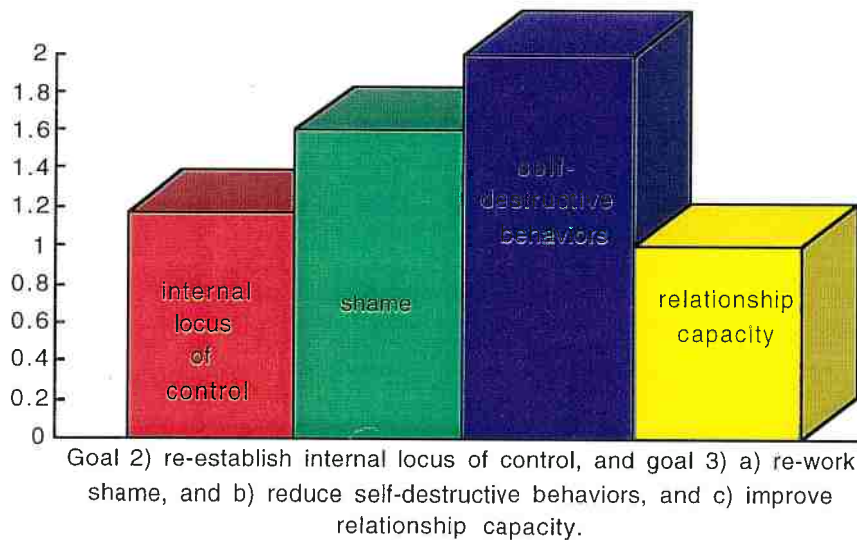 2
1.8
1.6
1.4
1.2
1
0.8
0.6
0.4
0.2
0
internal
locus
of
control
shame
self-
destructive
behaviors
relationship
capacity
Goal 2) re-establish internal locus of control, and goal 3) a) re-work
shame, and b) reduce self-destructive behaviors, and c) improve
relationship capacity.